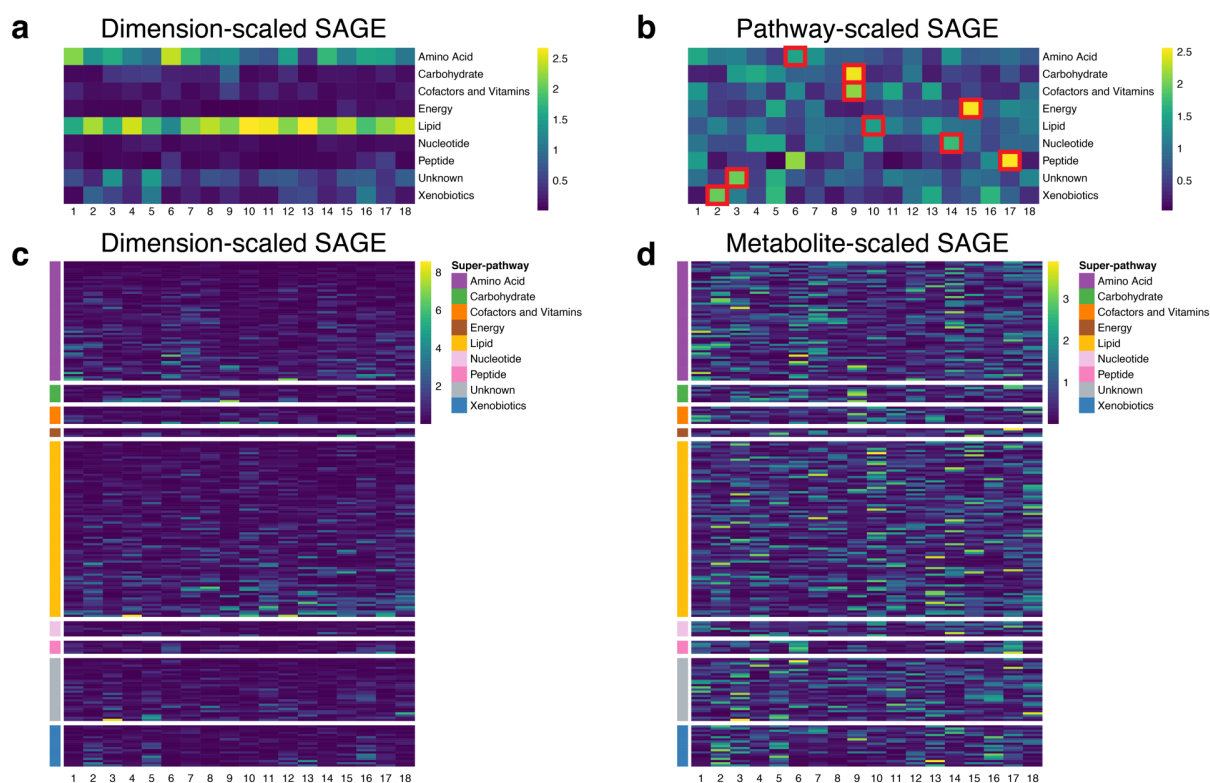 a
Dimension-scaled SAGE
Amino Acid
Carbohydrate
Cofactors and Vitamins
Energy
Lipid
Nucleotide
Peptide
Unknown
Xenobiotics
2.5
2
1.5
1
0.5
1 2 3 4 5 6 7 8 9 10 11 12 13 14 15 16 17 18
b
Pathway-scaled SAGE
Amino Acid
Carbohydrate
Cofactors and Vitamins
Energy
Lipid
Nucleotide
Peptide
Unknown
Xenobiotics
2.5
2
1.5
1
0.5
1 2 3 4 5 6 7 8 9 10 11 12 13 14 15 16 17 18
c
Dimension-scaled SAGE
8
6
4
2
Super-pathway
Amino Acid
Carbohydrate
Cofactors and Vitamins
Energy
Lipid
Nucleotide
Peptide
Unknown
Xenobiotics
1 2 3 4 5 6 7 8 9 10 11 12 13 14 15 16 17 18
d
Metabolite-scaled SAGE
3
2
1
Super-pathway
Amino Acid
Carbohydrate
Cofactors and Vitamins
Energy
Lipid
Nucleotide
Peptide
Unknown
Xenobiotics
1 2 3 4 5 6 7 8 9 10 11 12 13 14 15 16 17 18